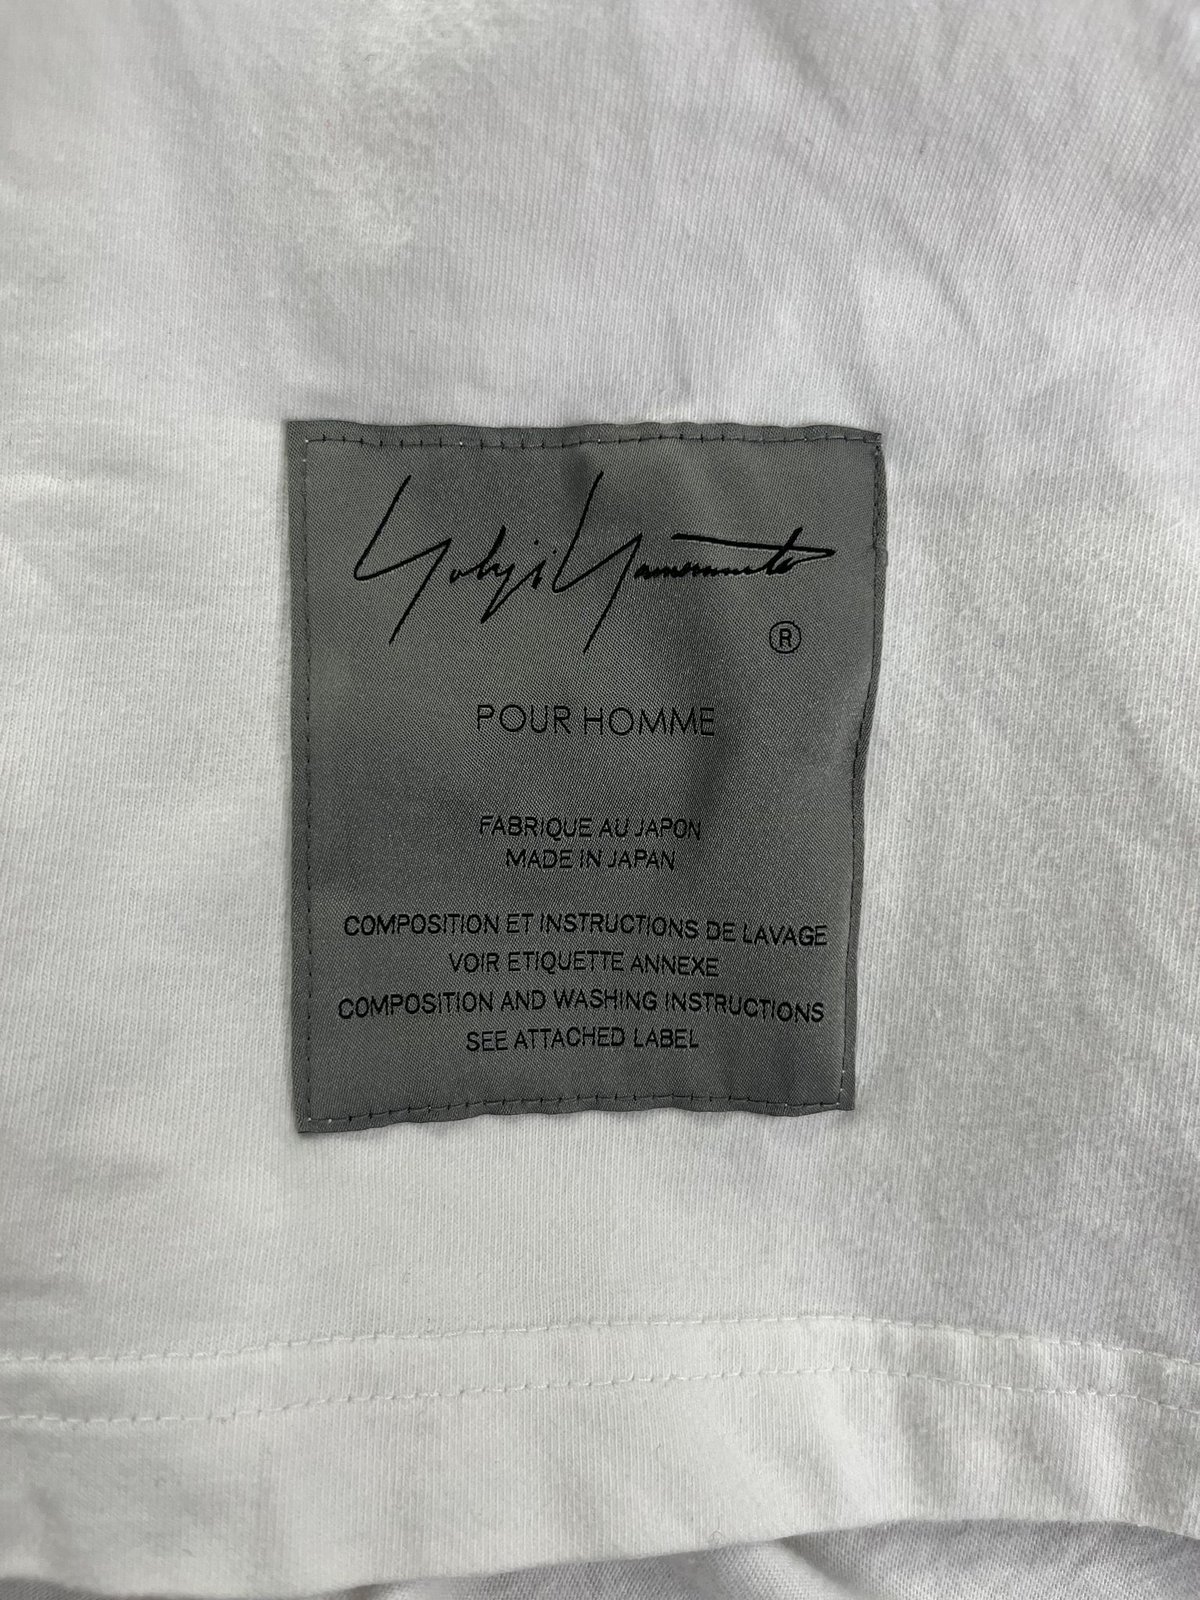 Yohji Yamamoto
®
POUR HOMME
FABRIQUE AU JAPON
MADE IN JAPAN
COMPOSITION ET INSTRUCTIONS DE LAVAGE
VOIR ETIQUETTE ANNEXE
COMPOSITION AND WASHING INSTRUCTIONS
SEE ATTACHED LABEL